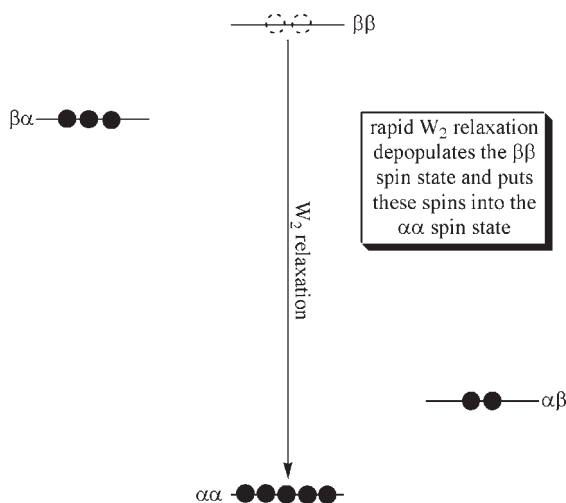 ββ
βα
rapid W₂ relaxation
depopulates the ββ
spin state and puts
these spins into the
αα spin state
W₂ relaxation
αβ
αα